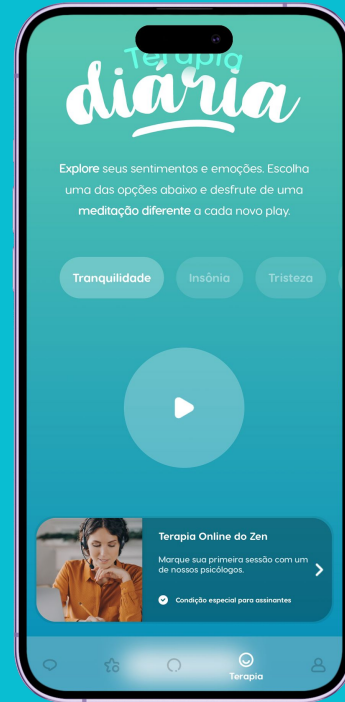 Terapia
diária
Explore seus sentimentos e emoções. Escolha
uma das opções abaixo e desfrute de uma
meditação diferente a cada novo play.
Tranquilidade
Insônia
Tristeza
Terapia Online do Zen
Marque sua primeira sessão com um
de nossos psicólogos.
Condição especial para assinantes
Terapia